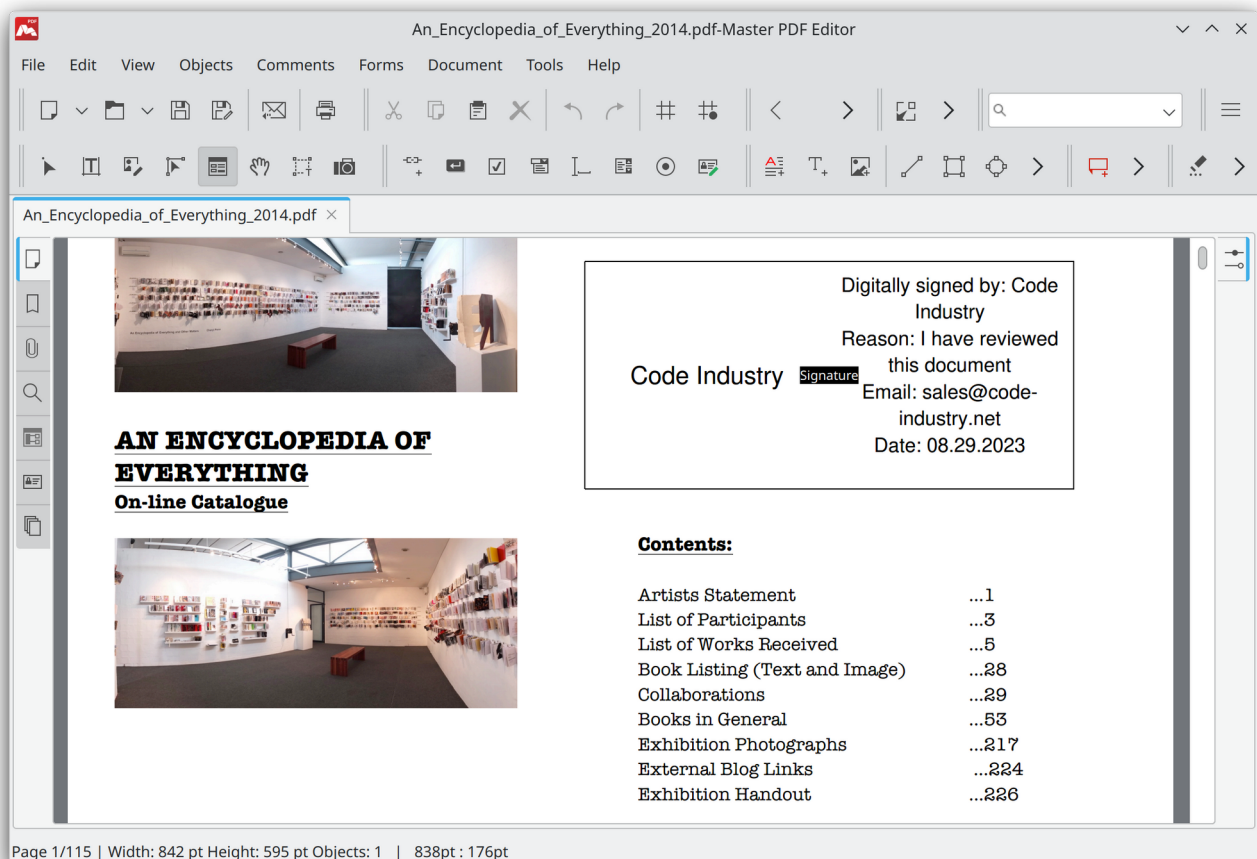 An_Encyclopedia_of_Everything_2014.pdf-Master PDF Editor
File Edit View Objects Comments Forms Document Tools Help
An_Encyclopedia_of_Everything_2014.pdf
AN ENCYCLOPEDIA OF
EVERYTHING
On-line Catalogue
Code Industry
Signature
Digitally signed by: Code
Industry
Reason: I have reviewed
this document
Email: sales@code-
industry.net
Date: 08.29.2023
Contents:
Artists Statement ...1
List of Participants ...3
List of Works Received ...5
Book Listing (Text and Image) ...28
Collaborations ...29
Books in General ...53
Exhibition Photographs ...217
External Blog Links ...224
Exhibition Handout ...226
Page 1/115 | Width: 842 pt Height: 595 pt Objects: 1 | 838pt : 176pt